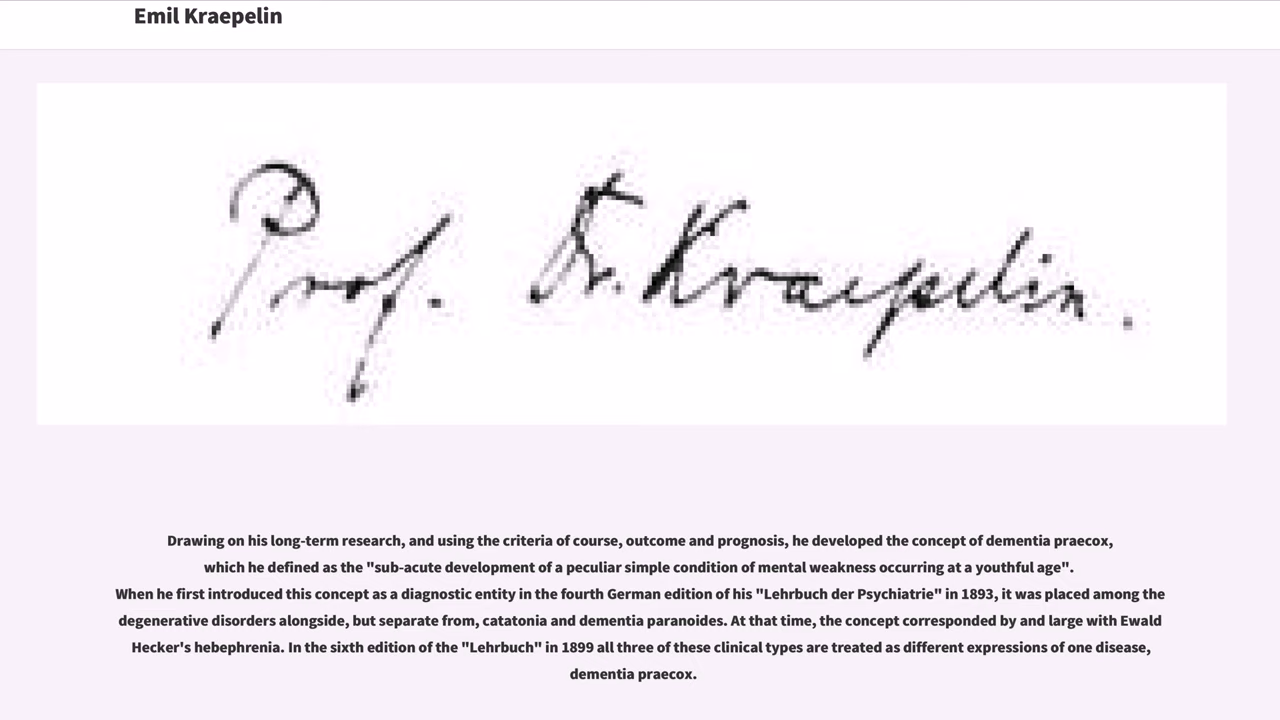 Emil Kraepelin
Prof. Dr. Kraepelin.
Drawing on his long-term research, and using the criteria of course, outcome and prognosis, he developed the concept of dementia praecox,
which he defined as the "sub-acute development of a peculiar simple condition of mental weakness occurring at a youthful age".
When he first introduced this concept as a diagnostic entity in the fourth German edition of his "Lehrbuch der Psychiatrie" in 1893, it was placed among the
degenerative disorders alongside, but separate from, catatonia and dementia paranoides. At that time, the concept corresponded by and large with Ewald
Hecker's hebephrenia. In the sixth edition of the "Lehrbuch" in 1899 all three of these clinical types are treated as different expressions of one disease,
dementia praecox.